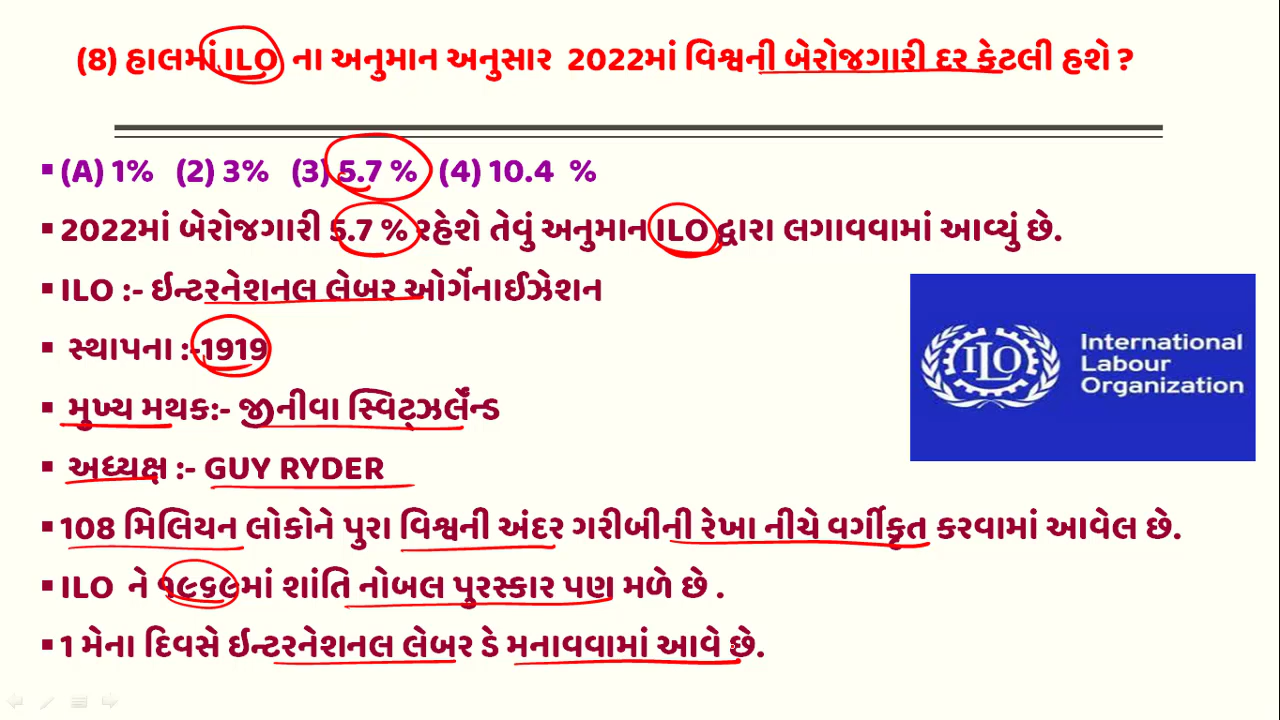 (8) હાલમાં ILO ના અનુમાન અનુસાર 2022માં વિશ્વની બેરોજગારી દર કેટલી હશે ?
(A) 1% (2) 3% (3) 5.7 % (4) 10.4 %
2022માં બેરોજગારી 5.7 % રહેશે તેવું અનુમાન ILO દ્વારા લગાવવામાં આવ્યું છે.
ILO :- ઇન્ટરનેશનલ લેબર ઓર્ગેનાઈઝેશન
સ્થાપના :-1919
મુખ્ય મથક:- જીનીવા સ્વિટ્ઝર્લૅન્ડ
અધ્યક્ષ :- GUY RYDER
108 મિલિયન લોકોને પુરા વિશ્વની અંદર ગરીબીની રેખા નીચે વર્ગીકૃત કરવામાં આવેલ છે.
ILO ને ૧૯૬૯માં શાંતિ નોબલ પુરસ્કાર પણ મળે છે .
1 મેના દિવસે ઇન્ટરનેશનલ લેબર ડે મનાવવામાં આવે છે.
ILO
International
Labour
Organization